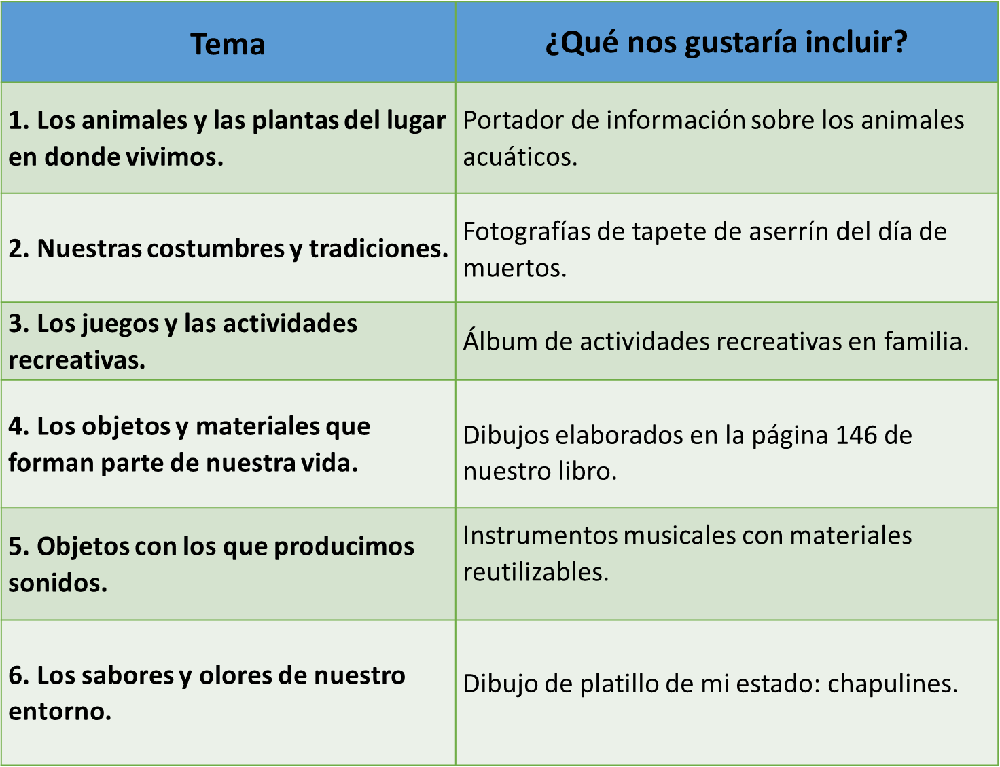 Tema
¿Qué nos gustaría incluir?
1. Los animales y las plantas del lugar
en donde vivimos.
Portador de información sobre los animales
acuáticos.
2. Nuestras costumbres y tradiciones.
Fotografías de tapete de aserrín del día de
muertos.
3. Los juegos y las actividades
recreativas.
Álbum de actividades recreativas en familia.
4. Los objetos y materiales que
forman parte de nuestra vida.
Dibujos elaborados en la página 146 de
nuestro libro.
5. Objetos con los que producimos
sonidos.
Instrumentos musicales con materiales
reutilizables.
6. Los sabores y olores de nuestro
entorno.
Dibujo de platillo de mi estado: chapulines.